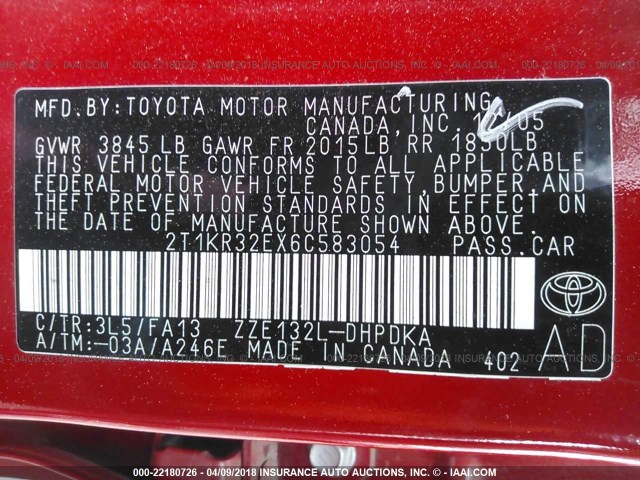 MFD.BY:TOYOTA MOTOR MANUFACTURING
CANADA,INC.
GVWR 3845 LB GAWR FR 2015LB RR LB
THIS VEHICLE CONFORMS TO ALL APPLICABLE
FEDERAL MOTOR VEHICLE SAFETY,BUMPER,AND
THEFT PREVENTION STANDARDS IN EFFECT ON
THE DATE OF MANUFACTURE SHOWN ABOVE.
2T1KR32EX6C583054 PASS.CAR
C/TR:3L5/FA13 ZZE132L-DHPDKA
A/TM:-03A/A246E MADE IN CANADA 402
AD
000-22180726 - 04/09/2018 INSURANCE AUTO AUCTIONS, INC. © - IAAI.COM